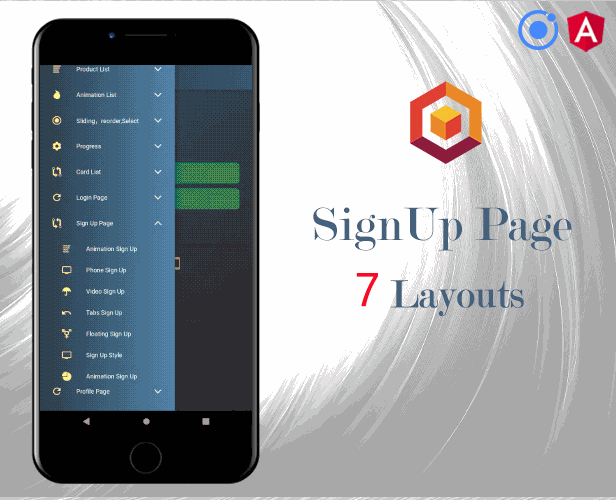 Product List
Animation List
Sliding, reorder,Select
Progress
Card List
Login Page
Sign Up Page
Animation Sign Up
Phone Sign Up
Video Sign Up
Tabs Sign Up
Floating Sign Up
Sign Up Style
Animation Sign Up
Profile Page
A
SignUp Page
7 Layouts